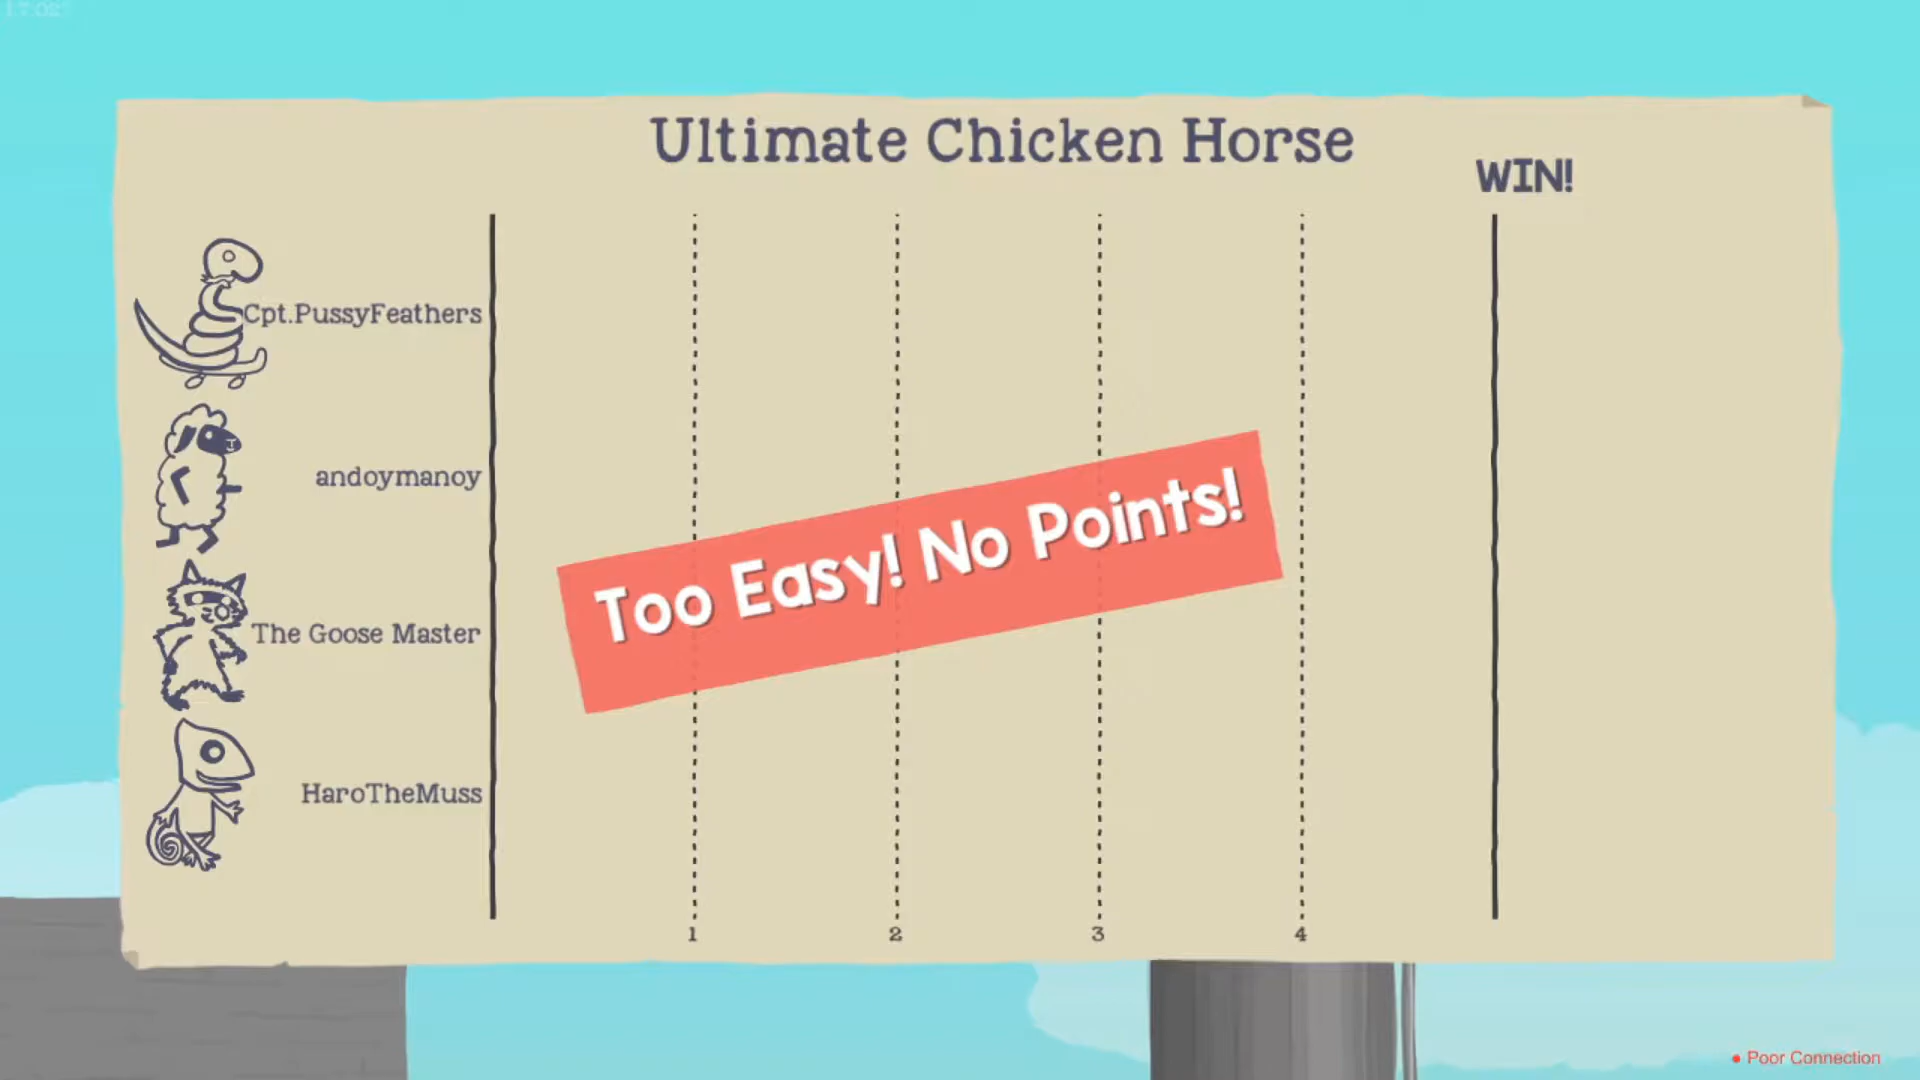 Ultimate Chicken Horse
WIN!
Cpt.PussyFeathers
andoymanoy
Too Easy! No Points!
The Goose Master
HaroTheMuss
1 2 3 4
Poor Connection